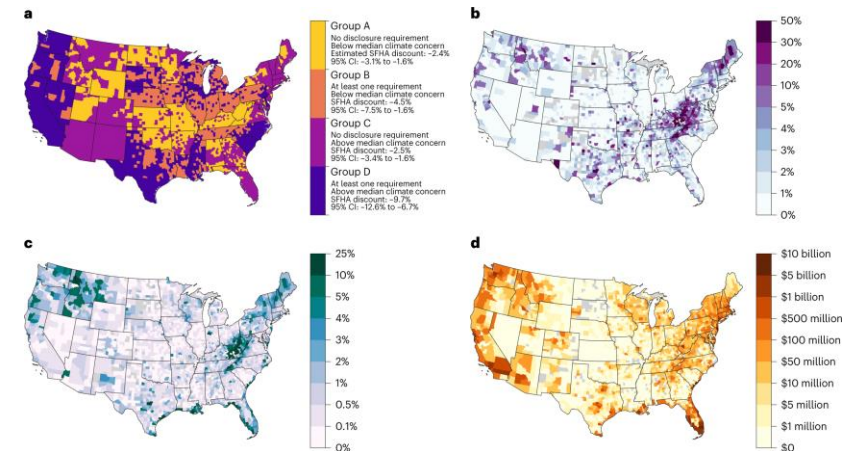 a
Group A
No disclosure requirement
Below median climate concern
Estimated SFHA discount: −2.4%
95% CI: −3.1% to −1.6%
Group B
At least one requirement
Below median climate concern
SFHA discount: −4.5%
95% CI: −7.5% to −1.6%
Group C
No disclosure requirement
Above median climate concern
SFHA discount: −2.5%
95% CI: −3.4% to −1.6%
Group D
At least one requirement
Above median climate concern
SFHA discount: −9.7%
95% CI: −12.6% to −6.7%
b
50%
30%
20%
10%
5%
4%
3%
2%
1%
0%
c
25%
10%
5%
4%
3%
2%
1%
0.5%
0.1%
0%
d
$10 billion
$5 billion
$1 billion
$500 million
$100 million
$50 million
$10 million
$5 million
$1 million
$0